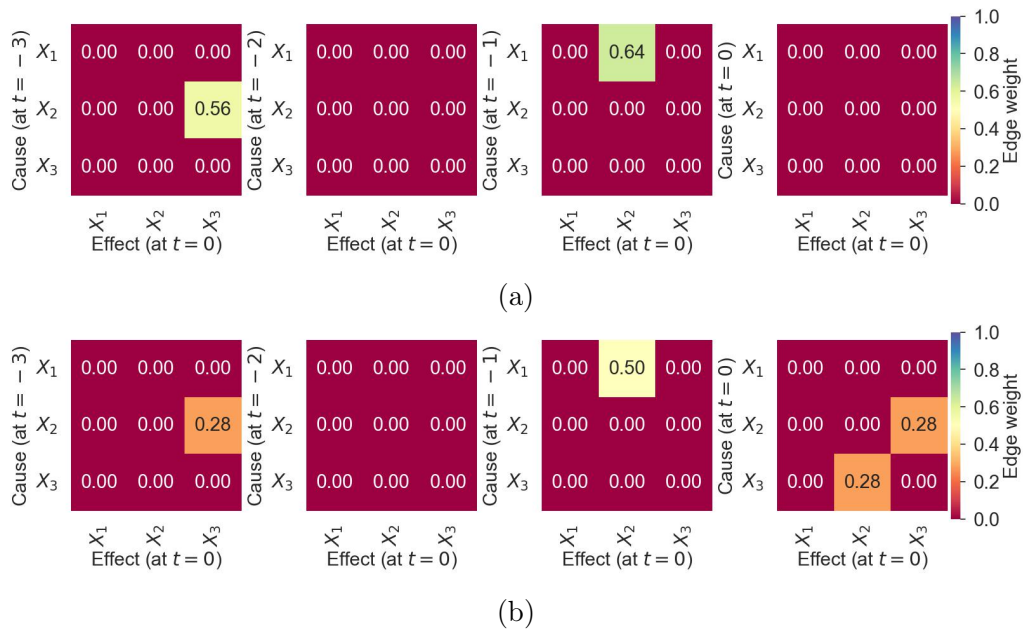 Cause (at t = − 3)
X₁ 0.00 0.00 0.00
X₂ 0.00 0.00 0.56
X₃ 0.00 0.00 0.00
X₁ X₂ X₃
Effect (at t = 0)
Cause (at t = − 2)
X₁ 0.00 0.00 0.00
X₂ 0.00 0.00 0.00
X₃ 0.00 0.00 0.00
X₁ X₂ X₃
Effect (at t = 0)
Cause (at t = − 1)
X₁ 0.00 0.64 0.00
X₂ 0.00 0.00 0.00
X₃ 0.00 0.00 0.00
X₁ X₂ X₃
Effect (at t = 0)
Cause (at t = 0)
X₁ 0.00 0.00 0.00
X₂ 0.00 0.00 0.00
X₃ 0.00 0.00 0.00
X₁ X₂ X₃
Effect (at t = 0)
1.0
0.8
0.6
0.4
0.2
0.0
Edge weight
(a)
Cause (at t = − 3)
X₁ 0.00 0.00 0.00
X₂ 0.00 0.00 0.28
X₃ 0.00 0.00 0.00
X₁ X₂ X₃
Effect (at t = 0)
Cause (at t = − 2)
X₁ 0.00 0.00 0.00
X₂ 0.00 0.00 0.00
X₃ 0.00 0.00 0.00
X₁ X₂ X₃
Effect (at t = 0)
Cause (at t = − 1)
X₁ 0.00 0.50 0.00
X₂ 0.00 0.00 0.00
X₃ 0.00 0.00 0.00
X₁ X₂ X₃
Effect (at t = 0)
Cause (at t = 0)
X₁ 0.00 0.00 0.00
X₂ 0.00 0.00 0.28
X₃ 0.00 0.28 0.00
X₁ X₂ X₃
Effect (at t = 0)
1.0
0.8
0.6
0.4
0.2
0.0
Edge weight
(b)